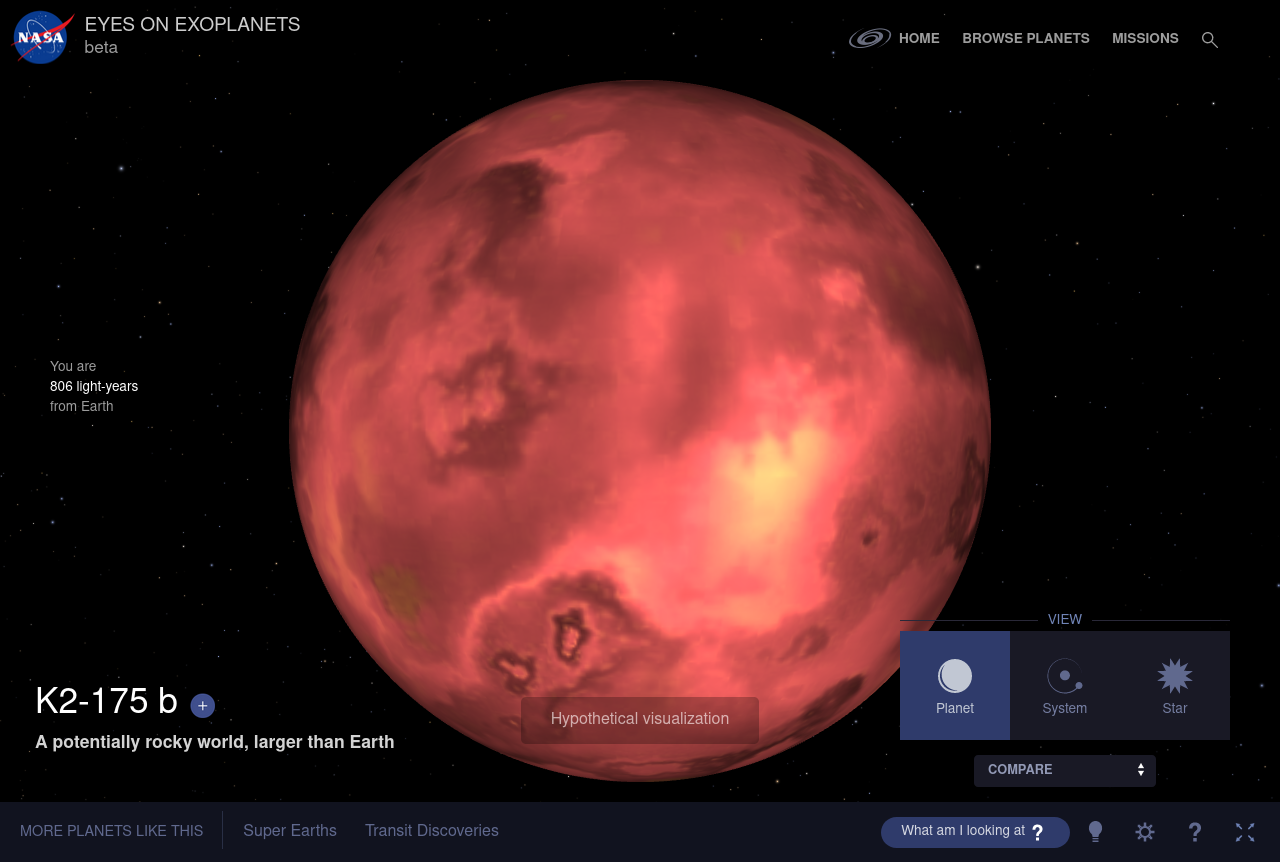 NASA
EYES ON EXOPLANETS
beta
HOME
BROWSE PLANETS
MISSIONS
You are
806 light-years
from Earth
VIEW
Planet
System
Star
K2-175 b +
A potentially rocky world, larger than Earth
Hypothetical visualization
COMPARE
MORE PLANETS LIKE THIS
Super Earths
Transit Discoveries
What am I looking at ?
?